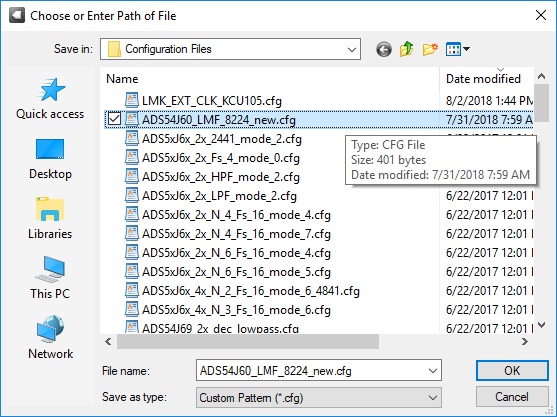 Choose or Enter Path of File
Save in: Configuration Files
Name Date modified
LMK_EXT_CLK_KCU105.cfg 8/2/2018 1:44 PM
ADS54J60_LMF_8224_new.cfg 7/31/2018 7:59 A
ADS5xJ6x_2x_2441_mode_2.cfg
Type: CFG File
ADS5xJ6x_2x_Fs_4_mode_0.cfg
Size: 401 bytes
ADS5xJ6x_2x_HPF_mode_2.cfg
Date modified: 7/31/2018 7:59 AM
ADS5xJ6x_2x_LPF_mode_2.cfg 6/22/2017 12:01
ADS5xJ6x_2x_N_4_Fs_16_mode_4.cfg 6/22/2017 12:01
ADS5xJ6x_2x_N_4_Fs_16_mode_7.cfg 6/22/2017 12:01
ADS5xJ6x_2x_N_6_Fs_16_mode_4.cfg 6/22/2017 12:01
ADS5xJ6x_2x_N_6_Fs_16_mode_5.cfg 6/22/2017 12:01
ADS5xJ6x_4x_N_2_Fs_16_mode_6_4841.cfg 6/22/2017 12:01
ADS5xJ6x_4x_N_3_Fs_16_mode_6.cfg 6/22/2017 12:01
ADS54J69_2x_dec_lowpass.cfg 6/22/2017 12:01
Quick access
Desktop
Libraries
This PC
Network
File name: ADS54J60_LMF_8224_new.cfg OK
Save as type: Custom Pattern (*.cfg) Cancel